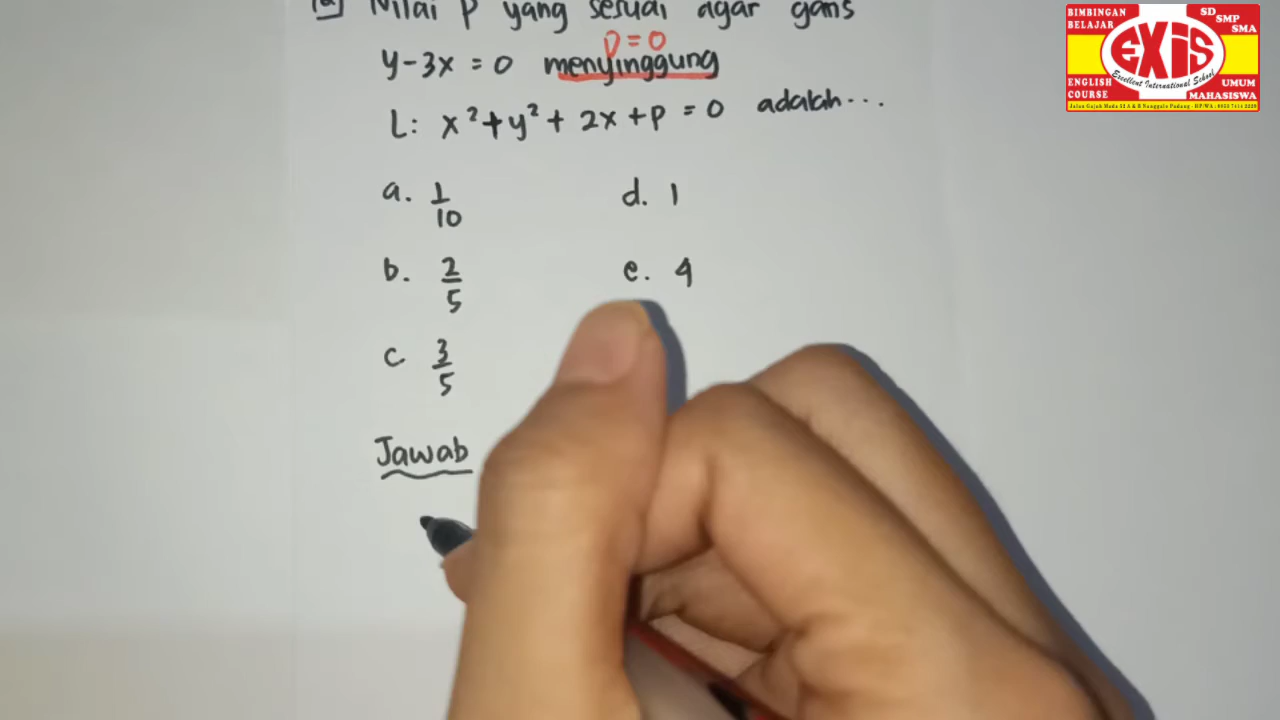 Nilai p yang sesuai agar garis
D = 0
y - 3x = 0 menyinggung
L: x² + y² + 2x + p = 0 adalah...
a. 1/10 d. 1
b. 2/5 e. 4
c 3/5
Jawab
BIMBINGAN BELAJAR
SD SMP SMA
EXIS
Excellent International School
ENGLISH COURSE
UMUM MAHASISWA